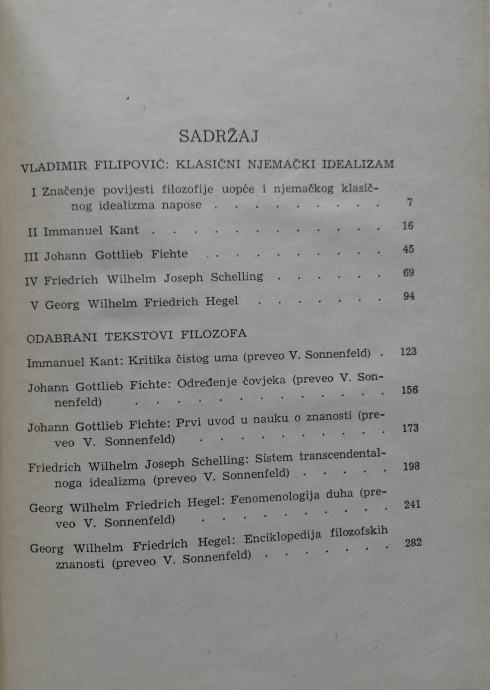 SADRŽAJ
VLADIMIR FILIPOVIĆ: KLASIČNI NJEMAČKI IDEALIZAM
I Značenje povijesti filozofije uopće i njemačkog klasič-
nog idealizma napose . . . . . . . . . 7
II Immanuel Kant . . . . . . . . . . . 16
III Johann Gottlieb Fichte . . . . . . . . . 45
IV Friedrich Wilhelm Joseph Schelling . . . . . . 69
V Georg Wilhelm Friedrich Hegel . . . . . . . 94
ODABRANI TEKSTOVI FILOZOFA
Immanuel Kant: Kritika čistog uma (preveo V. Sonnenfeld) . 123
Johann Gottlieb Fichte: Određenje čovjeka (preveo V. Son-
nenfeld) . . . . . . . . . . . . . 156
Johann Gottlieb Fichte: Prvi uvod u nauku o znanosti (pre-
veo V. Sonnenfeld) . . . . . . . . . . 173
Friedrich Wilhelm Joseph Schelling: Sistem transcendental-
noga idealizma (preveo V. Sonnenfeld) . . . . . 198
Georg Wilhelm Friedrich Hegel: Fenomenologija duha (pre-
veo V. Sonnenfeld) . . . . . . . . . . 241
Georg Wilhelm Friedrich Hegel: Enciklopedija filozofskih
znanosti (preveo V. Sonnenfeld) . . . . . . . 282